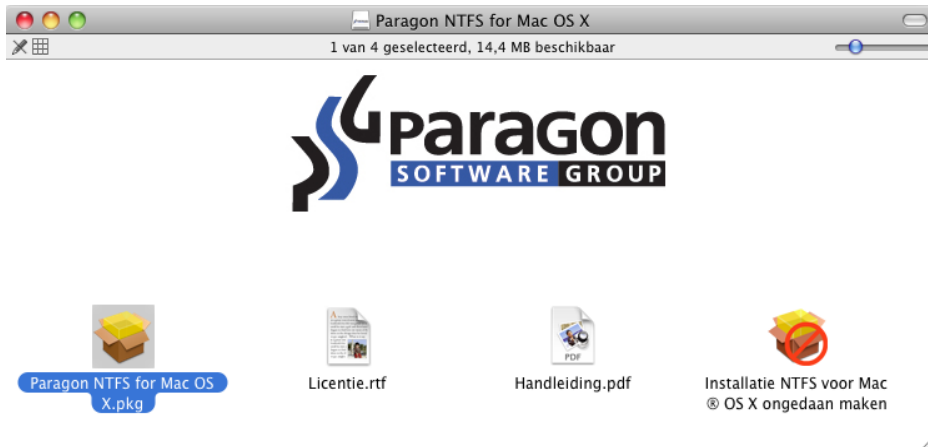 Paragon NTFS for Mac OS X
1 van 4 geselecteerd, 14,4 MB beschikbaar
Paragon
SOFTWARE GROUP
Paragon NTFS for Mac OS
X.pkg
Licentie.rtf
PDF
Handleiding.pdf
Installatie NTFS voor Mac
® OS X ongedaan maken